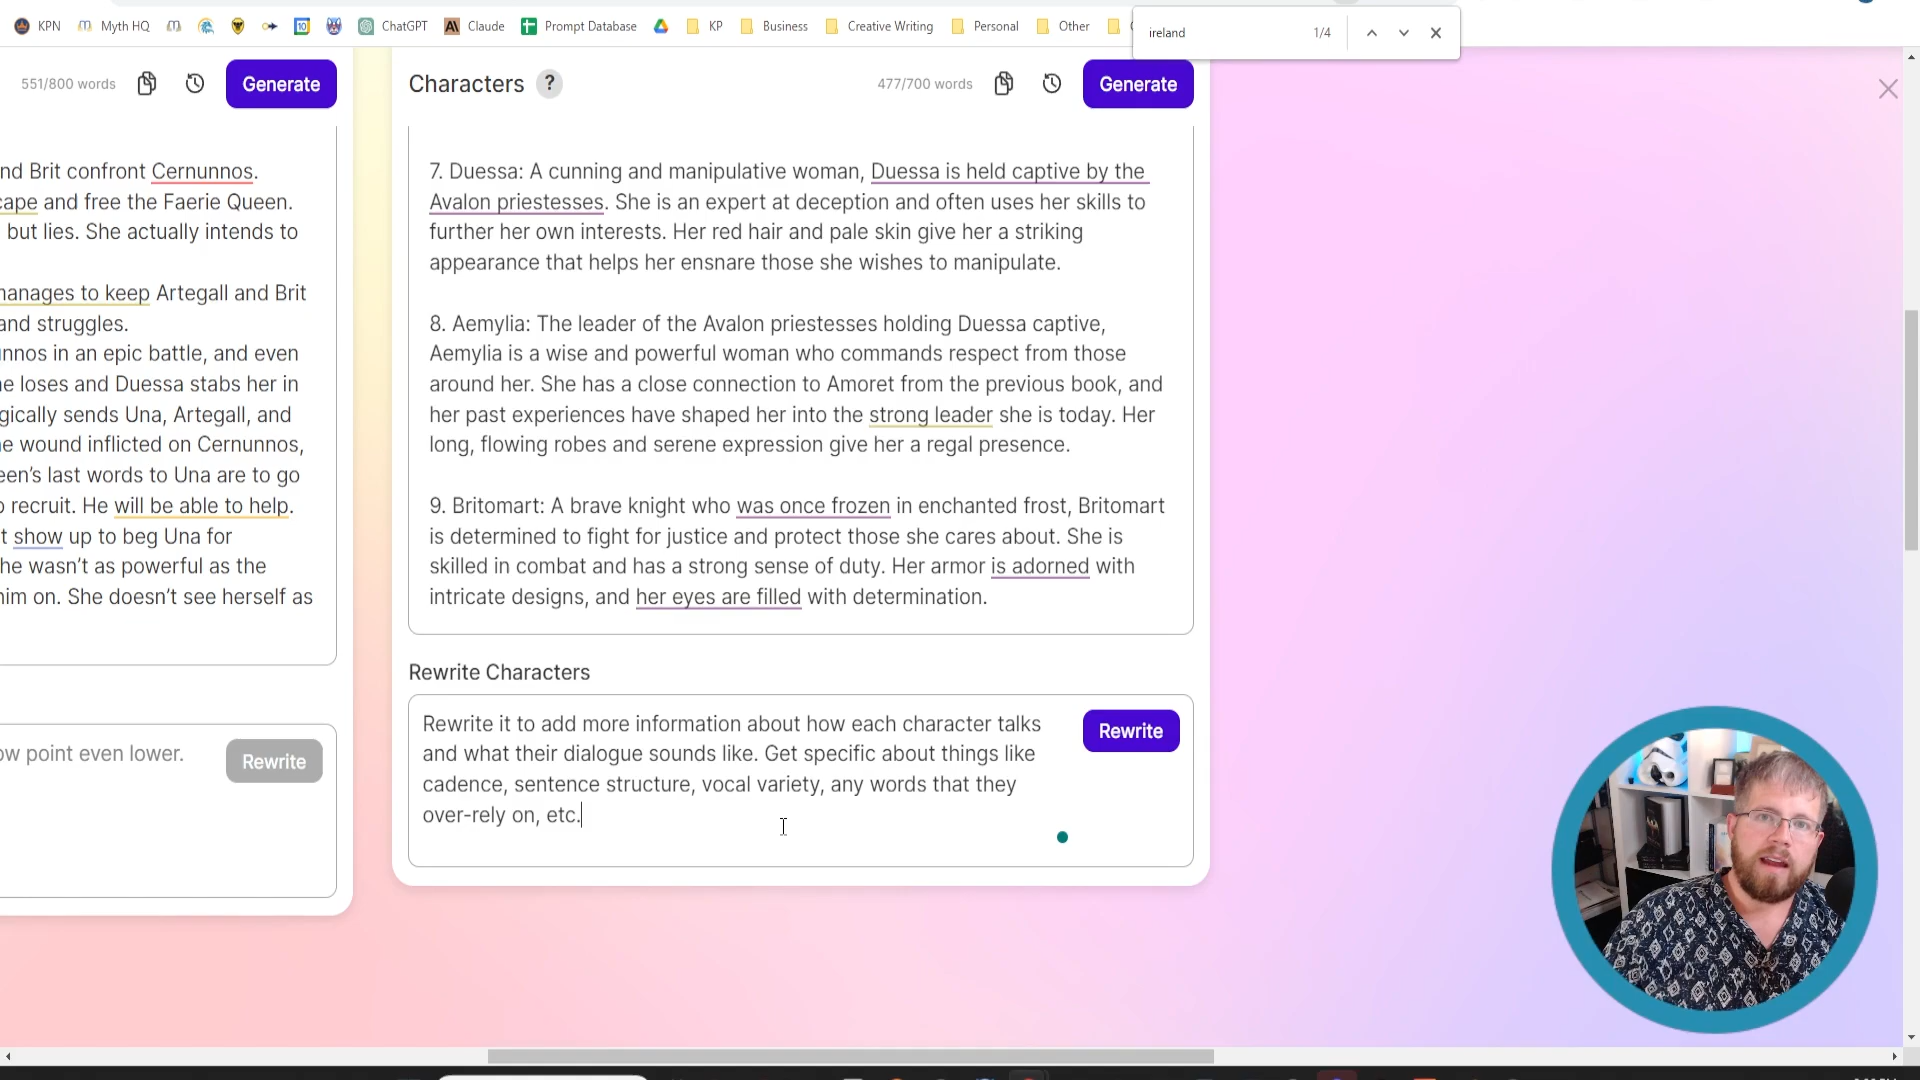 KPN
Myth HQ
ChatGPT
Claude
Prompt Database
KP
Business
Creative Writing
Personal
Other
ireland
1/4
551/800 words
Generate
Characters ?
477/700 words
Generate
nd Brit confront Cernunnos.
cape and free the Faerie Queen.
but lies. She actually intends to
manages to keep Artegall and Brit
and struggles.
nnos in an epic battle, and even
e loses and Duessa stabs her in
gically sends Una, Artegall, and
e wound inflicted on Cernunnos,
een's last words to Una are to go
o recruit. He will be able to help.
t show up to beg Una for
he wasn't as powerful as the
him on. She doesn't see herself as
ow point even lower.
Rewrite
7. Duessa: A cunning and manipulative woman, Duessa is held captive by the
Avalon priestesses. She is an expert at deception and often uses her skills to
further her own interests. Her red hair and pale skin give her a striking
appearance that helps her ensnare those she wishes to manipulate.
8. Aemylia: The leader of the Avalon priestesses holding Duessa captive,
Aemylia is a wise and powerful woman who commands respect from those
around her. She has a close connection to Amoret from the previous book, and
her past experiences have shaped her into the strong leader she is today. Her
long, flowing robes and serene expression give her a regal presence.
9. Britomart: A brave knight who was once frozen in enchanted frost, Britomart
is determined to fight for justice and protect those she cares about. She is
skilled in combat and has a strong sense of duty. Her armor is adorned with
intricate designs, and her eyes are filled with determination.
Rewrite Characters
Rewrite it to add more information about how each character talks
and what their dialogue sounds like. Get specific about things like
cadence, sentence structure, vocal variety, any words that they
over-rely on, etc.
Rewrite